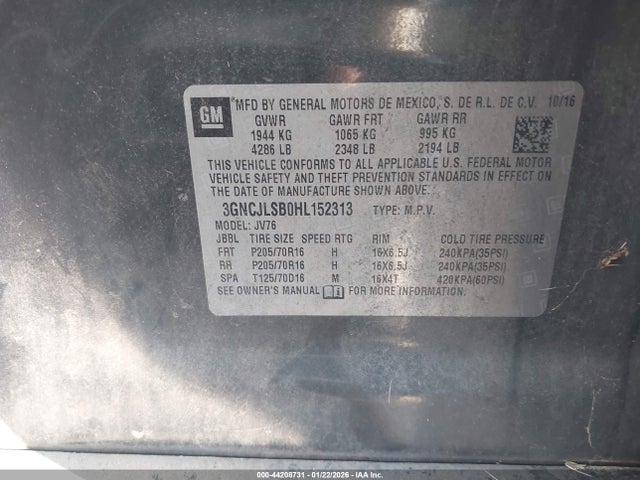 GM
MFD BY GENERAL MOTORS DE MEXICO, S. DE R.L. DE C.V. 10/16
GVWR GAWR FRT GAWR RR
1944 KG 1065 KG 995 KG
4286 LB 2348 LB 2194 LB
THIS VEHICLE CONFORMS TO ALL APPLICABLE U.S. FEDERAL MOTOR
VEHICLE SAFETY AND THEFT PREVENTION STANDARDS IN EFFECT ON
THE DATE OF MANUFACTURE SHOWN ABOVE.
3GNCJLSB0HL152313 TYPE: M.P.V.
MODEL: JV76
JBBL TIRE SIZE SPEED RTG RIM COLD TIRE PRESSURE
FRT P205/70R16 H 16X6.5J 240KPA(35PSI)
RR P205/70R16 H 16X6.5J 240KPA(35PSI)
SPA T125/70D16 M 16X4T 420KPA(60PSI)
SEE OWNER'S MANUAL FOR MORE INFORMATION.
000-44208731 - 01/22/2026 - COPYRIGHT IAA, LLC.